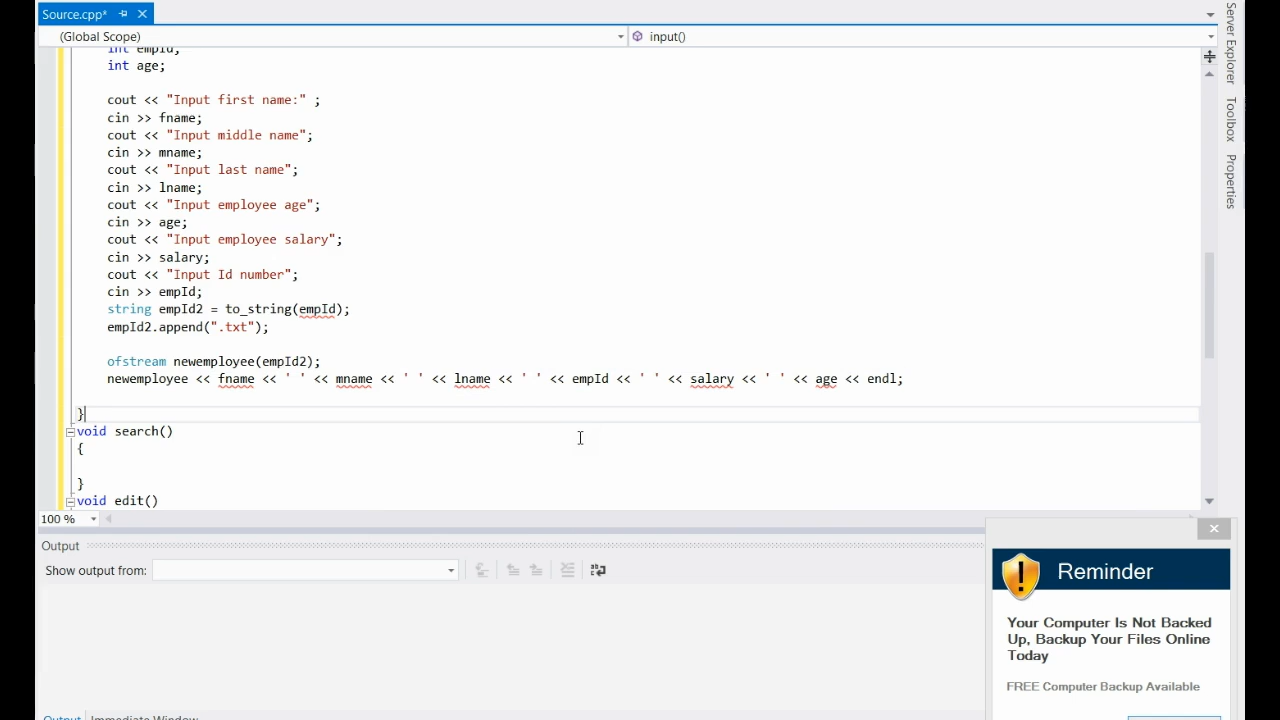 Source.cpp*
(Global Scope)
input()
Server Explorer
Toolbox
Properties
int empId;
int age;
cout << "Input first name:" ;
cin >> fname;
cout << "Input middle name";
cin >> mname;
cout << "Input last name";
cin >> lname;
cout << "Input employee age";
cin >> age;
cout << "Input employee salary";
cin >> salary;
cout << "Input Id number";
cin >> empId;
string empId2 = to_string(empId);
empId2.append(".txt");
ofstream newemployee(empId2);
newemployee << fname << ' ' << mname << ' ' << lname << ' ' << empId << ' ' << salary << ' ' << age << endl;
}
void search()
{
}
void edit()
100 %
Output
Show output from:
Reminder
Your Computer Is Not Backed
Up, Backup Your Files Online
Today
FREE Computer Backup Available
Output Immediate Window